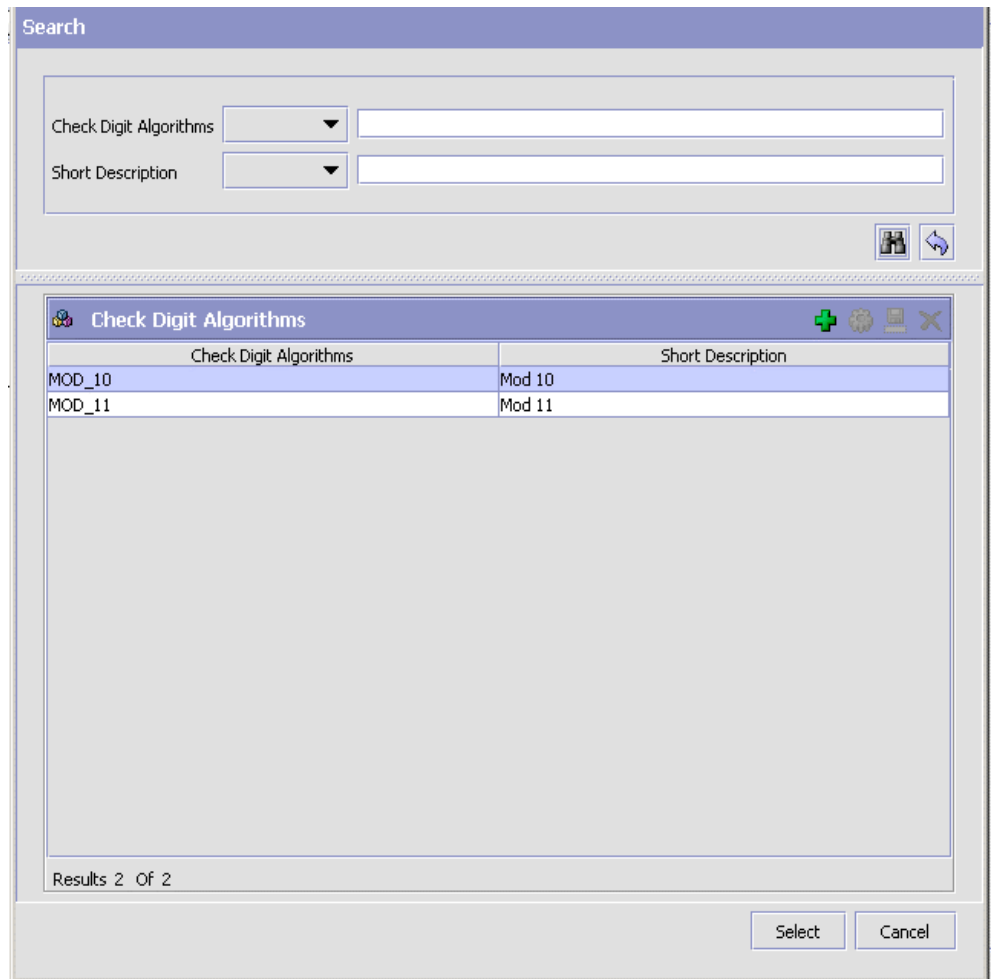 Search
Check Digit Algorithms
Short Description
Check Digit Algorithms
Check Digit Algorithms Short Description
MOD_10 Mod 10
MOD_11 Mod 11
Results 2 Of 2
Select Cancel